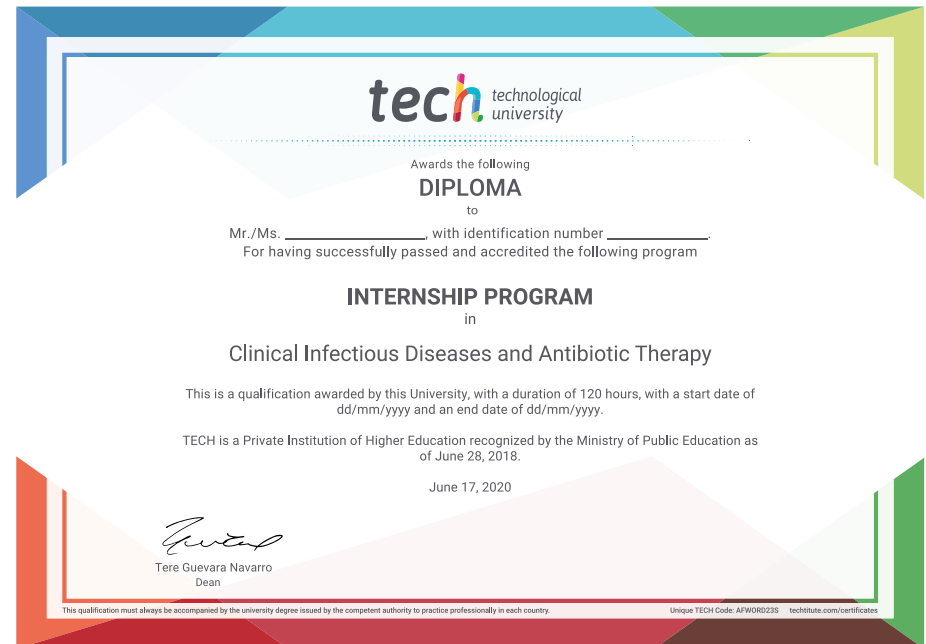 tech technological
university
Awards the following
DIPLOMA
to
Mr./Ms. ____________________, with identification number ______________.
For having successfully passed and accredited the following program
INTERNSHIP PROGRAM
in
Clinical Infectious Diseases and Antibiotic Therapy
This is a qualification awarded by this University, with a duration of 120 hours, with a start date of
dd/mm/yyyy and an end date of dd/mm/yyyy.
TECH is a Private Institution of Higher Education recognized by the Ministry of Public Education as
of June 28, 2018.
June 17, 2020
Tere Guevara Navarro
Dean
This qualification must always be accompanied by the university degree issued by the competent authority to practice professionally in each country.
Unique TECH Code: AFWORD23S techtitute.com/certificates